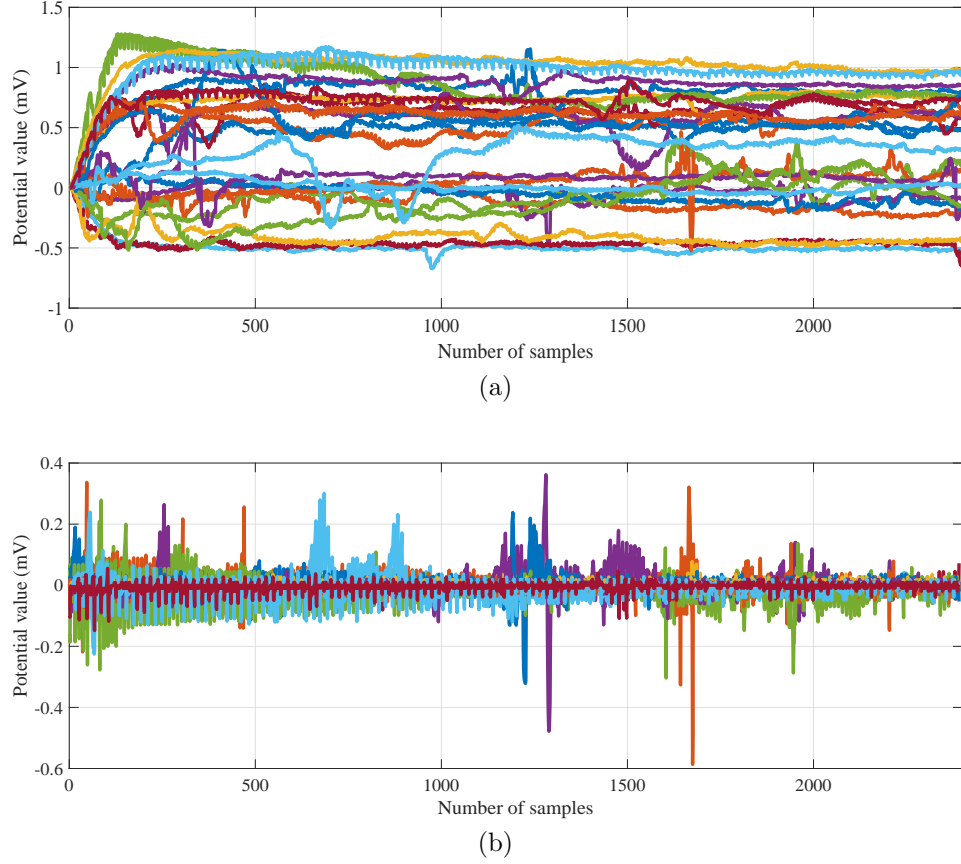 1.5
1
0.5
0
-0.5
-1
Potential value (mV)
0 500 1000 1500 2000
Number of samples
(a)
0.4
0.2
0
-0.2
-0.4
-0.6
Potential value (mV)
0 500 1000 1500 2000
Number of samples
(b)